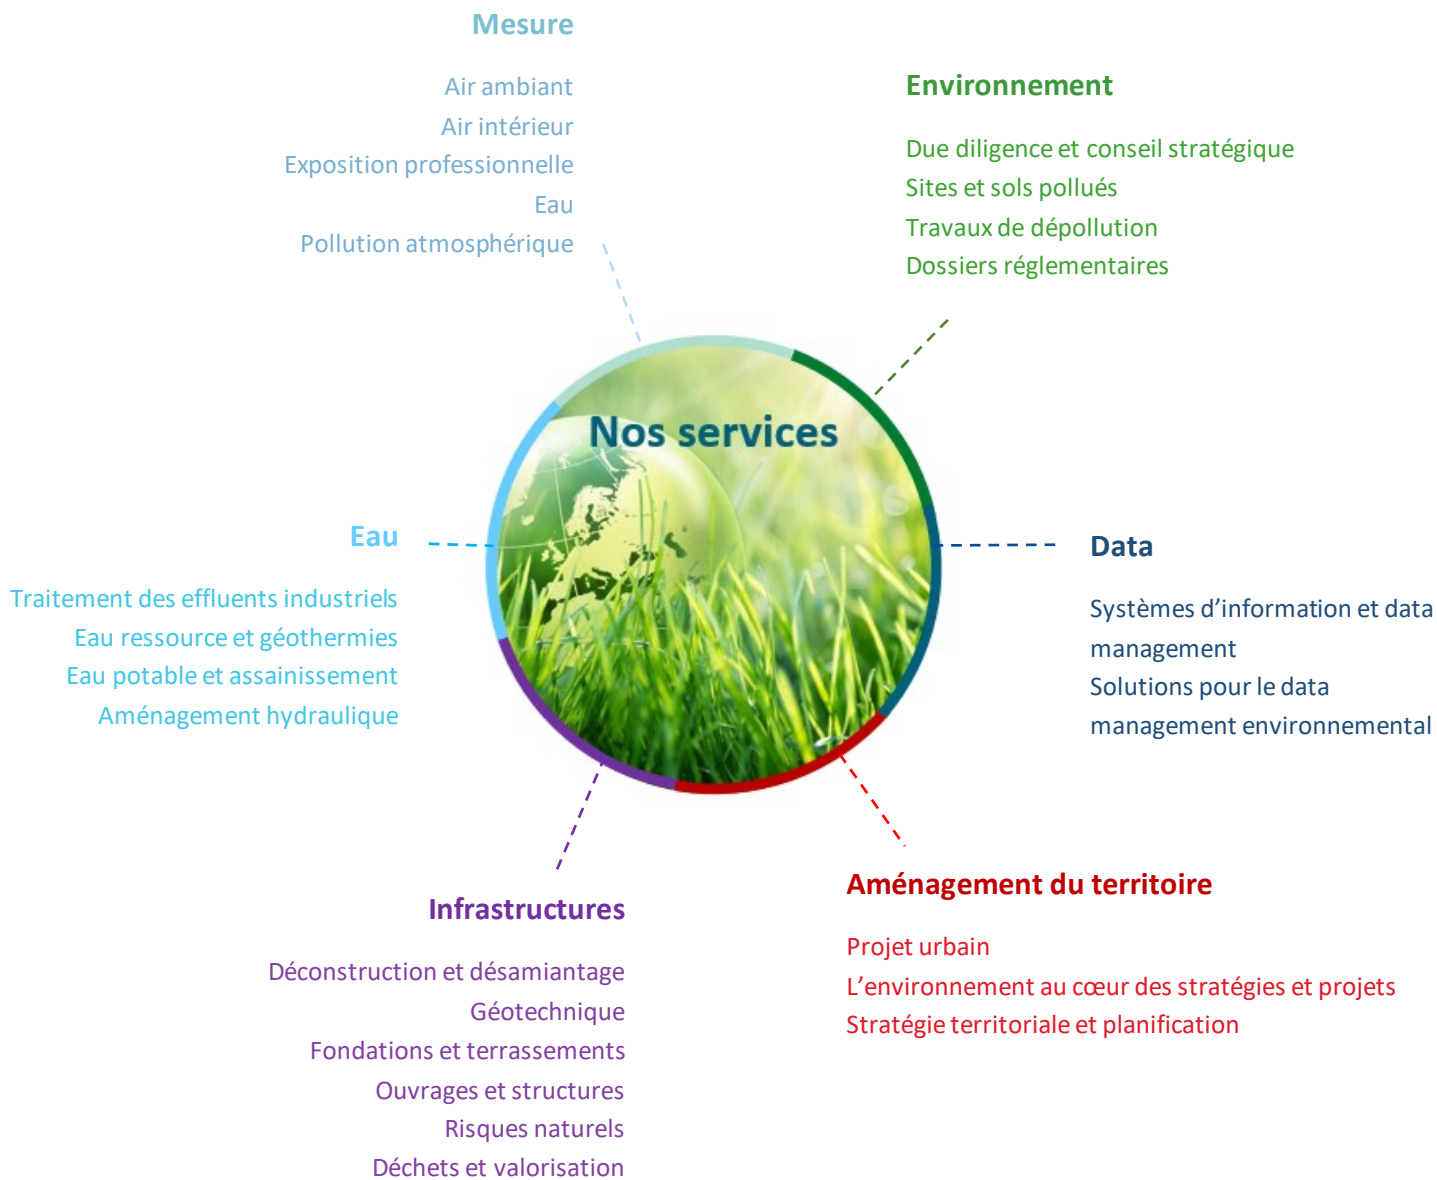 Mesure
Air ambiant
Air intérieur
Exposition professionnelle
Eau
Pollution atmosphérique
Environnement
Due diligence et conseil stratégique
Sites et sols pollués
Travaux de dépollution
Dossiers réglementaires
Nos services
Eau
Traitement des effluents industriels
Eau ressource et géothermies
Eau potable et assainissement
Aménagement hydraulique
Data
Systèmes d’information et data
management
Solutions pour le data
management environnemental
Infrastructures
Déconstruction et désamiantage
Géotechnique
Fondations et terrassements
Ouvrages et structures
Risques naturels
Déchets et valorisation
Aménagement du territoire
Projet urbain
L’environnement au cœur des stratégies et projets
Stratégie territoriale et planification